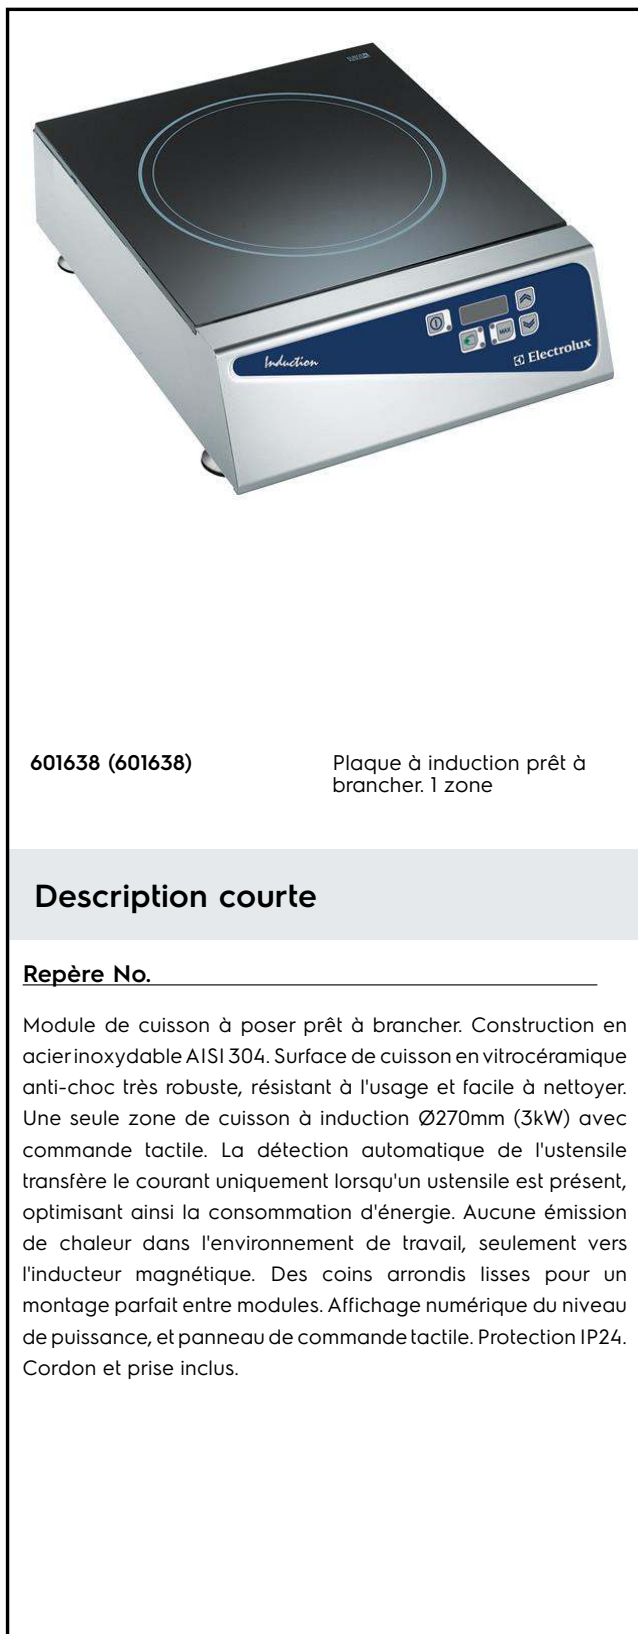 Induction
MAX
Electrolux
601638 (601638)
Plaque à induction prêt à
brancher. 1 zone
Description courte
Repère No.
Module de cuisson à poser prêt à brancher. Construction en
acier inoxydable AISI 304. Surface de cuisson en vitrocéramique
anti-choc très robuste, résistant à l'usage et facile à nettoyer.
Une seule zone de cuisson à induction Ø270mm (3kW) avec
commande tactile. La détection automatique de l'ustensile
transfère le courant uniquement lorsqu'un ustensile est présent,
optimisant ainsi la consommation d'énergie. Aucune émission
de chaleur dans l'environnement de travail, seulement vers
l'inducteur magnétique. Des coins arrondis lisses pour un
montage parfait entre modules. Affichage numérique du niveau
de puissance, et panneau de commande tactile. Protection IP24.
Cordon et prise inclus.